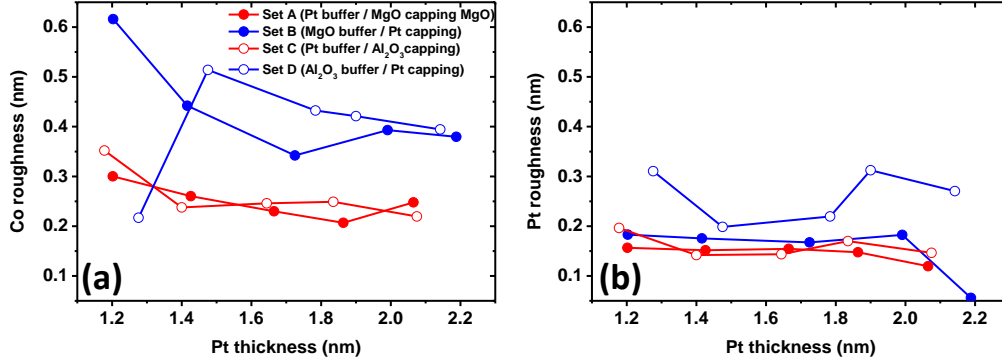 Set A (Pt buffer / MgO capping MgO)
Set B (MgO buffer / Pt capping)
Set C (Pt buffer / Al₂O₃capping)
Set D (Al₂O₃ buffer / Pt capping)
Co roughness (nm)
0.6
0.5
0.4
0.3
0.2
0.1
(a)
1.2 1.4 1.6 1.8 2.0 2.2
Pt thickness (nm)
Pt roughness (nm)
0.6
0.5
0.4
0.3
0.2
0.1
(b)
1.2 1.4 1.6 1.8 2.0 2.2
Pt thickness (nm)